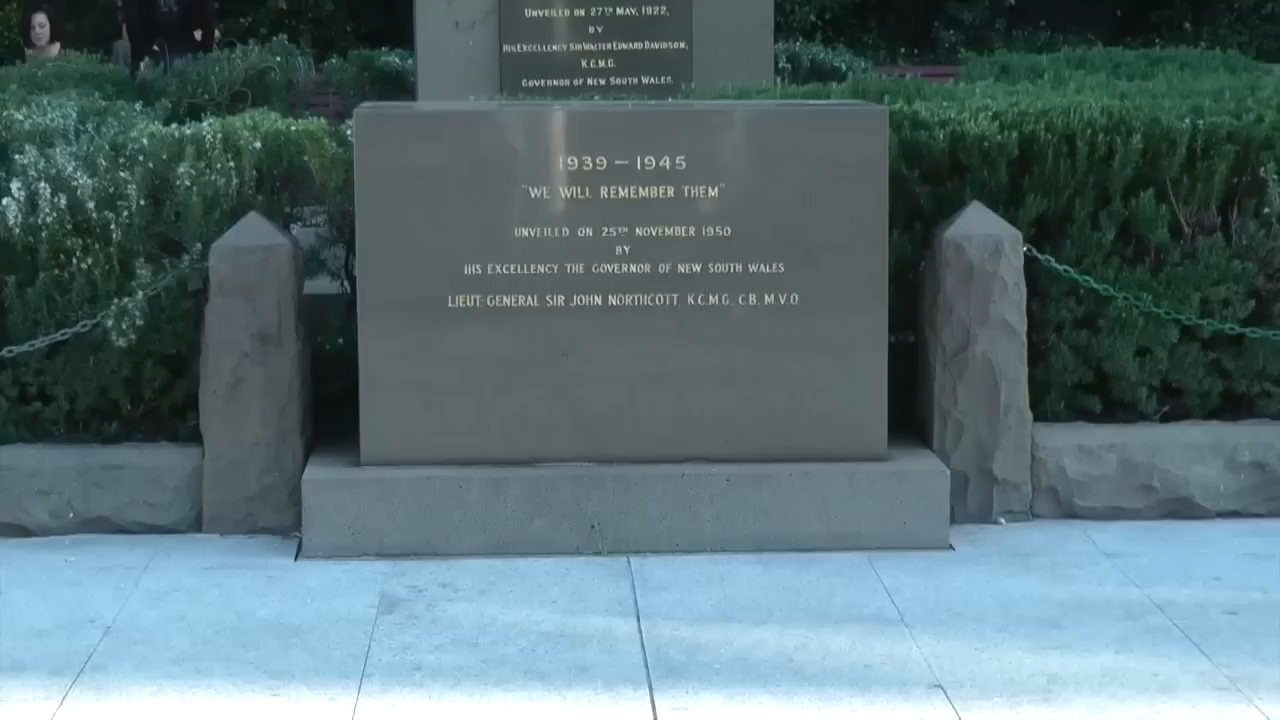 UNVEILED ON 27TH MAY, 1922,
BY
HIS EXCELLENCY SIR WALTER EDWARD DAVIDSON,
K.C.M.G.
GOVERNOR OF NEW SOUTH WALES.
1939 – 1945
"WE WILL REMEMBER THEM"
UNVEILED ON 25TH NOVEMBER 1950
BY
HIS EXCELLENCY THE GOVERNOR OF NEW SOUTH WALES
LIEUT-GENERAL SIR JOHN NORTHCOTT, K.C.M.G., C.B., M.V.O.